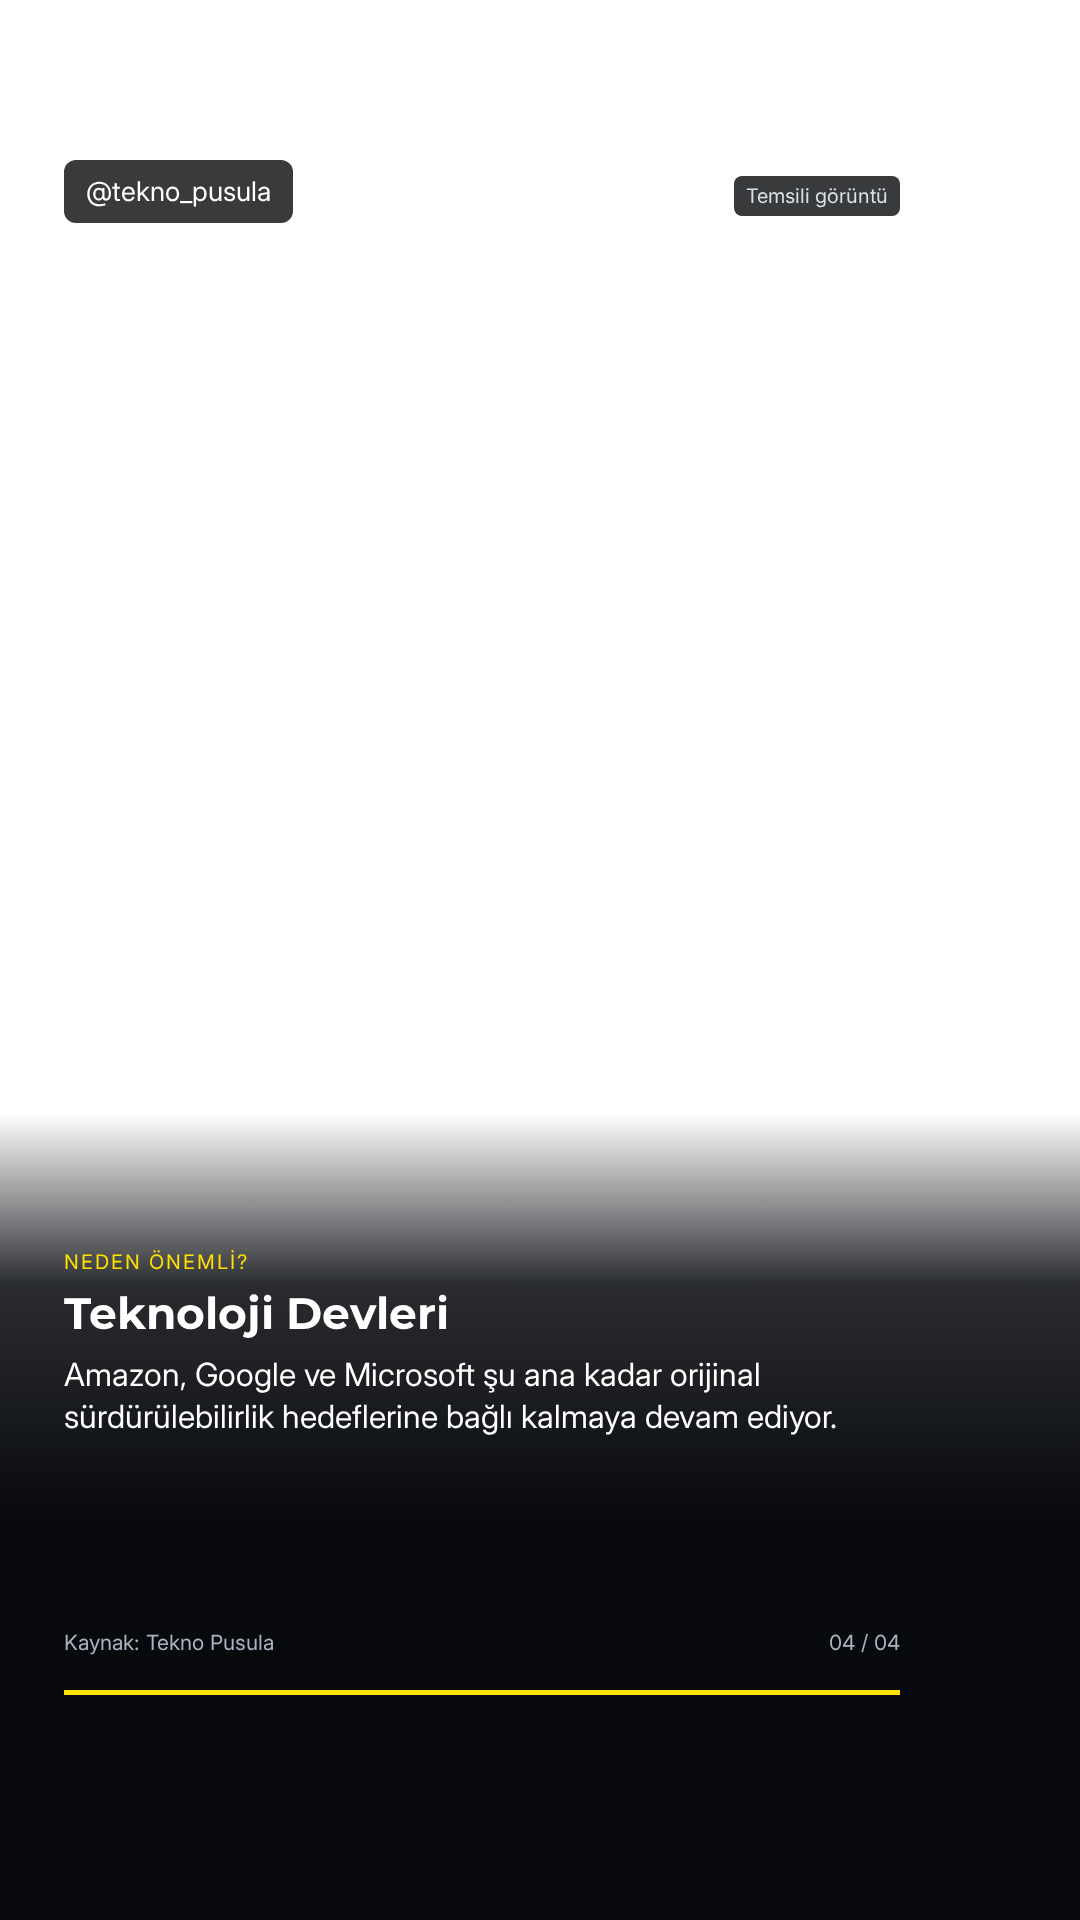 @tekno_pusula
Temsili görüntü
NEDEN ÖNEMLİ?
Teknoloji Devleri
Amazon, Google ve Microsoft şu ana kadar orijinal
sürdürülebilirlik hedeflerine bağlı kalmaya devam ediyor.
Kaynak: Tekno Pusula
04 / 04